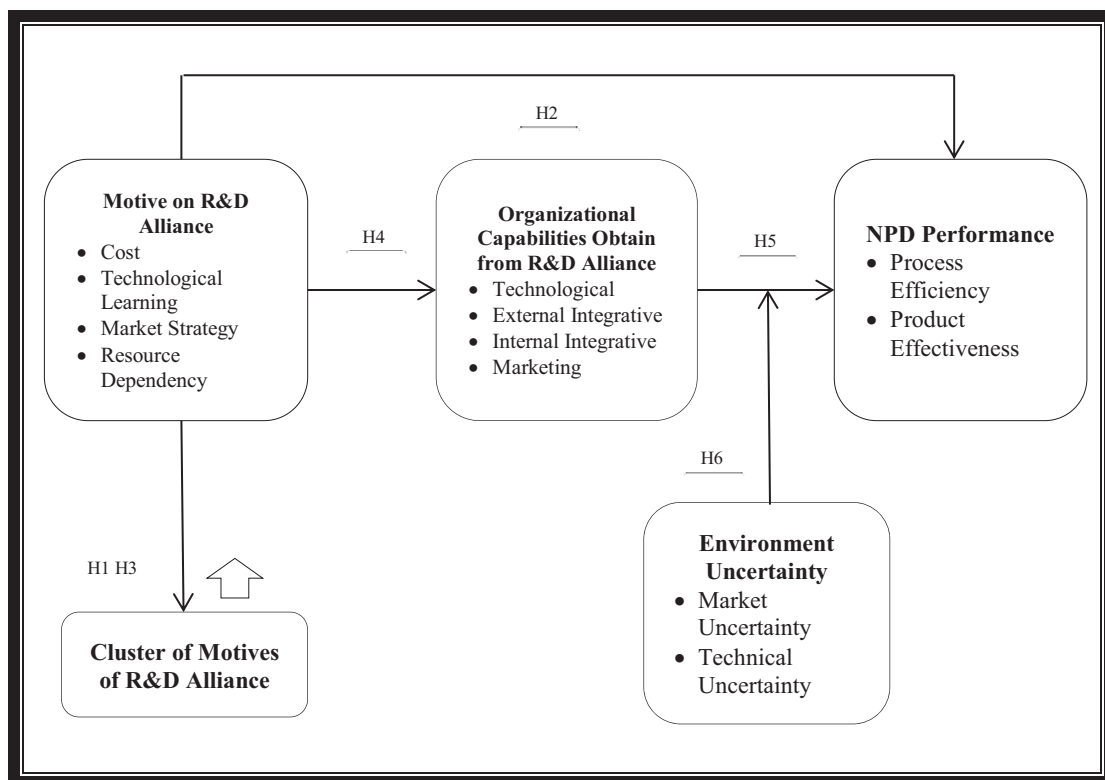 H2
Motive on R&D
Alliance
• Cost
• Technological
Learning
• Market Strategy
• Resource
Dependency
H4
Organizational
Capabilities Obtain
from R&D Alliance
• Technological
• External Integrative
• Internal Integrative
• Marketing
H5
NPD Performance
• Process
Efficiency
• Product
Effectiveness
H6
Environment
Uncertainty
• Market
Uncertainty
• Technical
Uncertainty
H1 H3
Cluster of Motives
of R&D Alliance